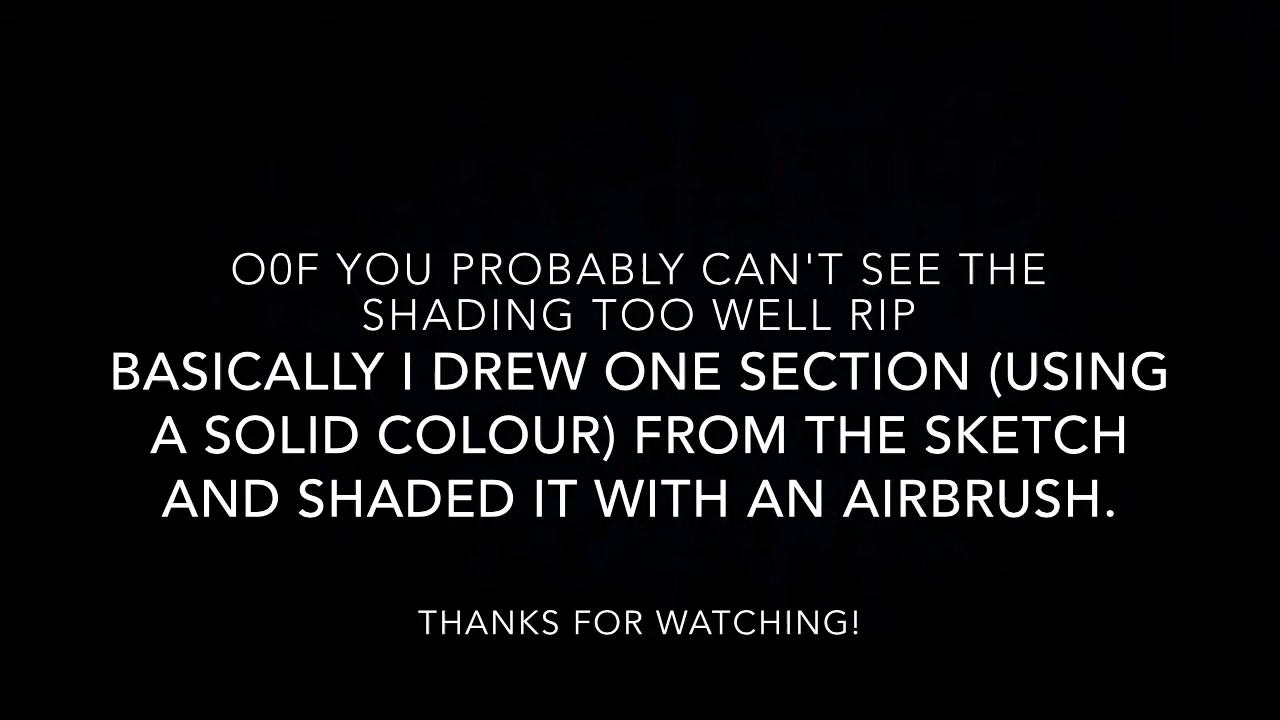 O0F YOU PROBABLY CAN'T SEE THE
SHADING TOO WELL RIP
BASICALLY I DREW ONE SECTION (USING
A SOLID COLOUR) FROM THE SKETCH
AND SHADED IT WITH AN AIRBRUSH.
THANKS FOR WATCHING!